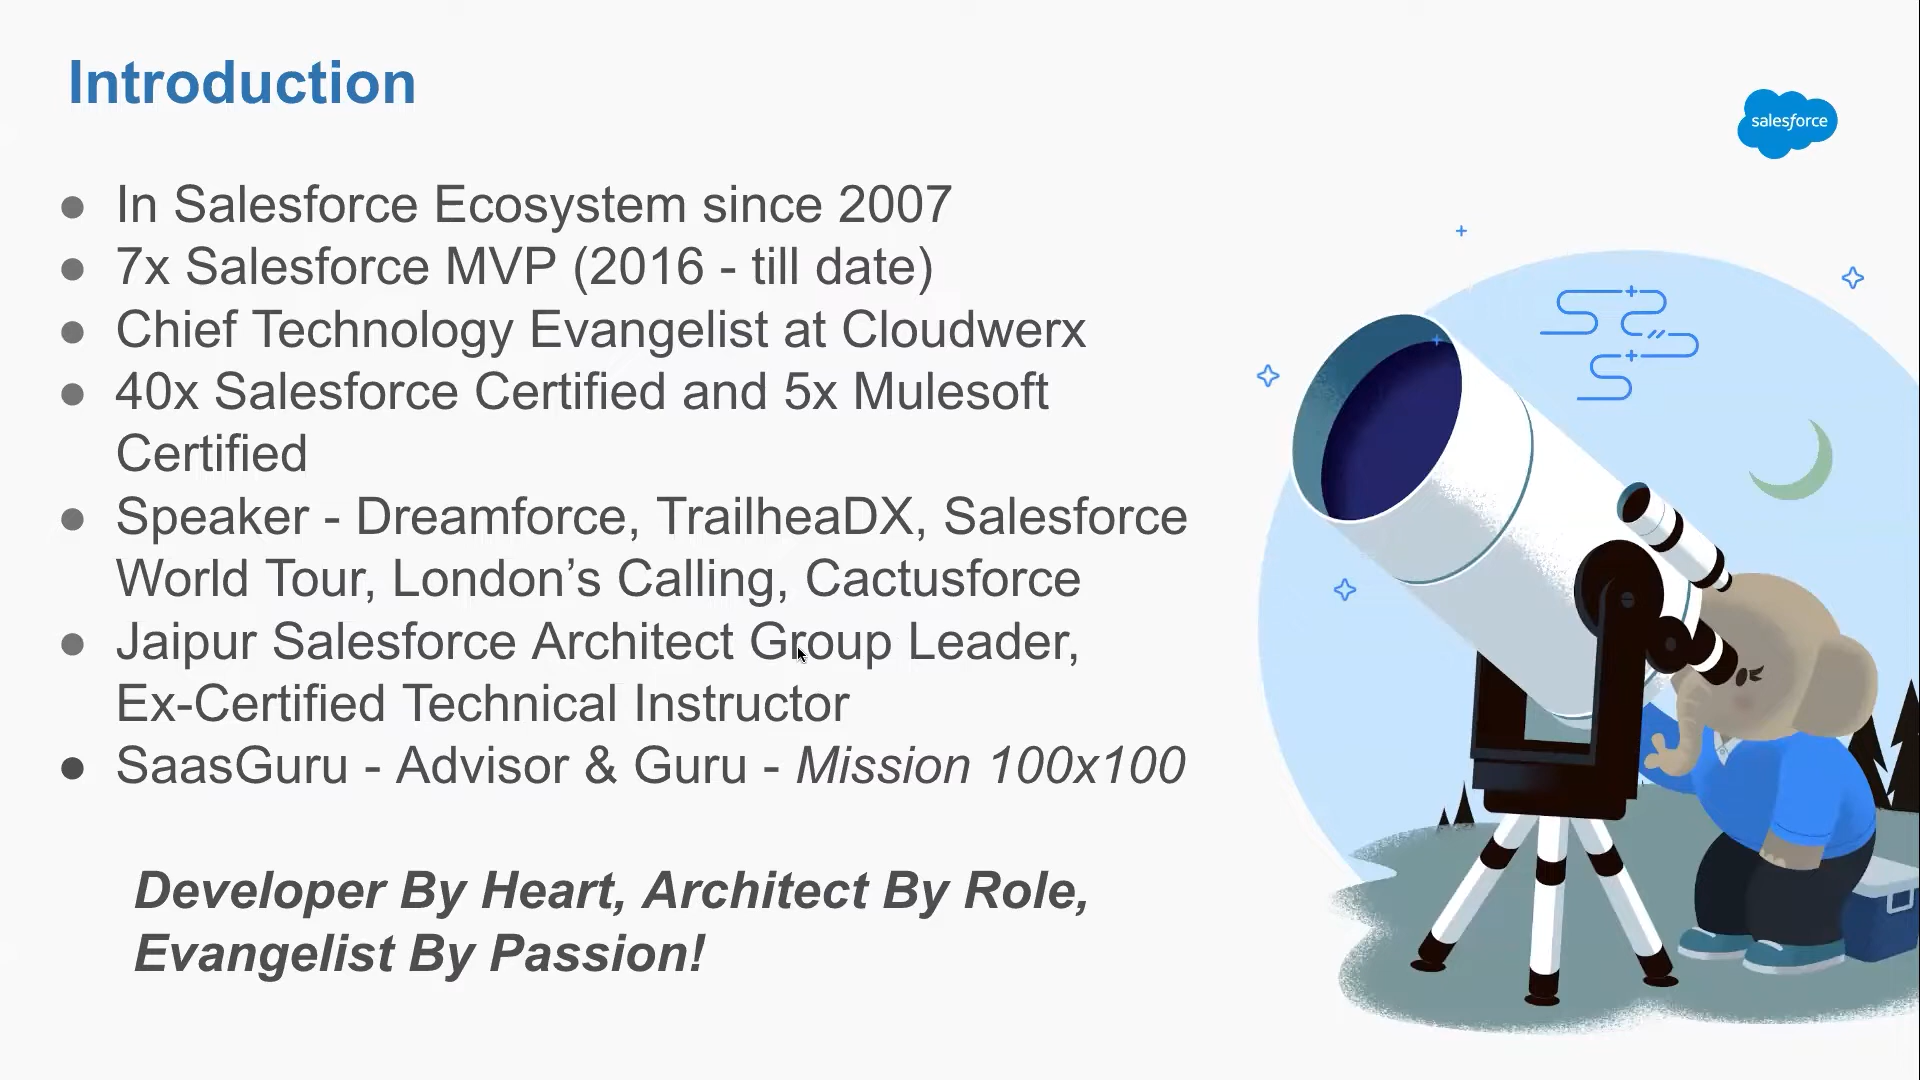 Introduction
salesforce
● In Salesforce Ecosystem since 2007
● 7x Salesforce MVP (2016 - till date)
● Chief Technology Evangelist at Cloudwerx
● 40x Salesforce Certified and 5x Mulesoft
Certified
● Speaker - Dreamforce, TrailheaDX, Salesforce
World Tour, London’s Calling, Cactusforce
● Jaipur Salesforce Architect Group Leader,
Ex-Certified Technical Instructor
● SaasGuru - Advisor & Guru - Mission 100x100
Developer By Heart, Architect By Role,
Evangelist By Passion!